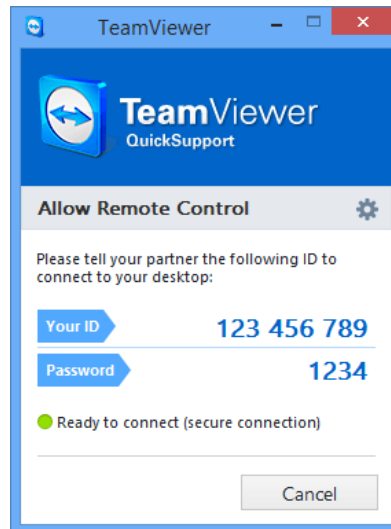 TeamViewer
TeamViewer
QuickSupport
Allow Remote Control
Please tell your partner the following ID to
connect to your desktop:
Your ID 123 456 789
Password 1234
Ready to connect (secure connection)
Cancel